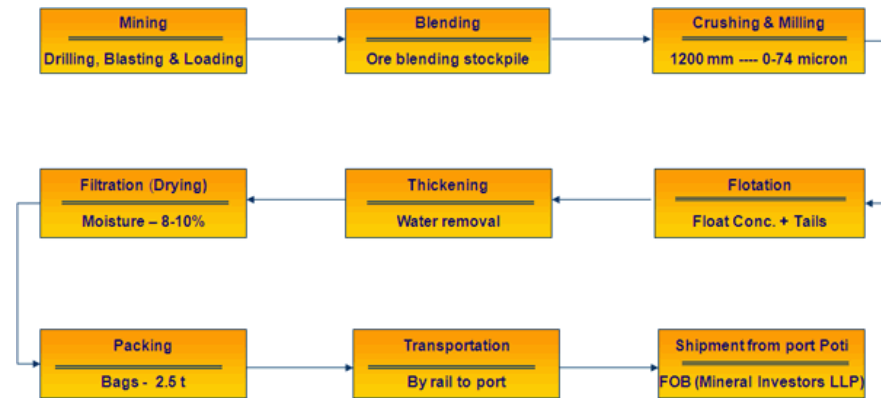 Mining
Drilling, Blasting & Loading
Blending
Ore blending stockpile
Crushing & Milling
1200 mm ---- 0-74 micron
Filtration (Drying)
Moisture – 8-10%
Thickening
Water removal
Flotation
Float Conc. + Tails
Packing
Bags - 2.5 t
Transportation
By rail to port
Shipment from port Poti
FOB (Mineral Investors LLP)